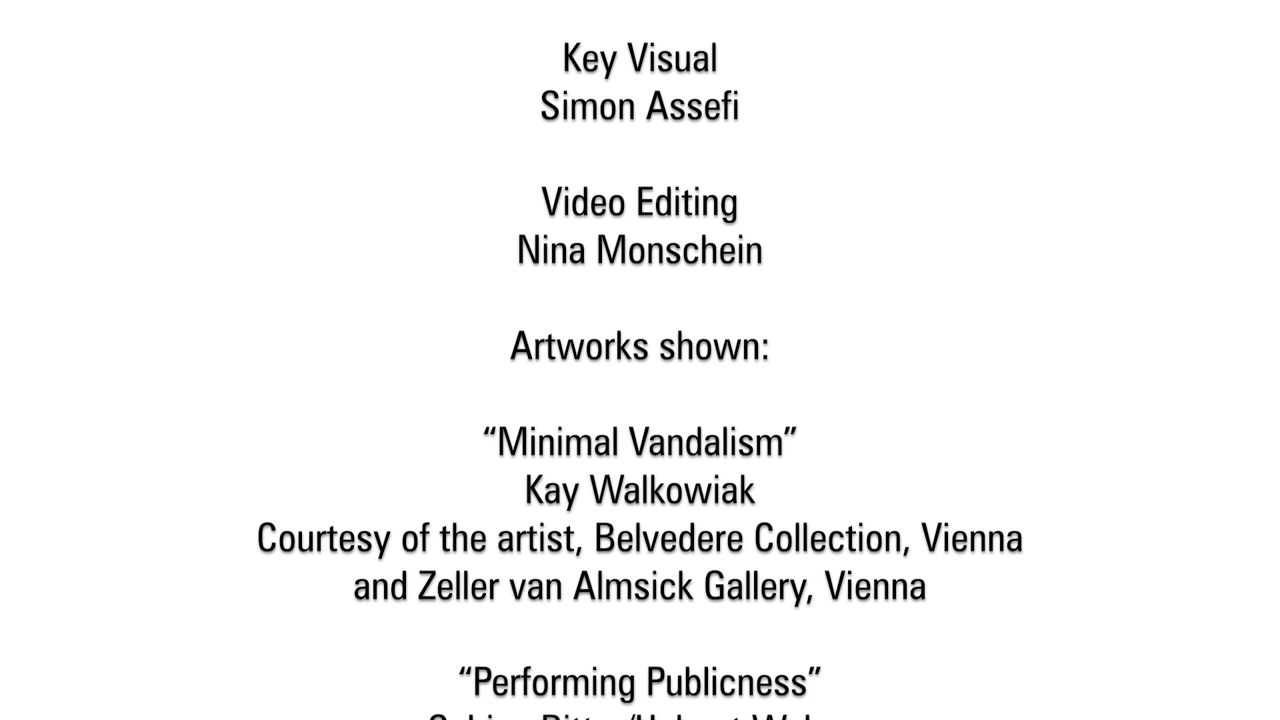 Key Visual
Simon Assefi
Video Editing
Nina Monschein
Artworks shown:
“Minimal Vandalism”
Kay Walkowiak
Courtesy of the artist, Belvedere Collection, Vienna
and Zeller van Almsick Gallery, Vienna
“Performing Publicness”